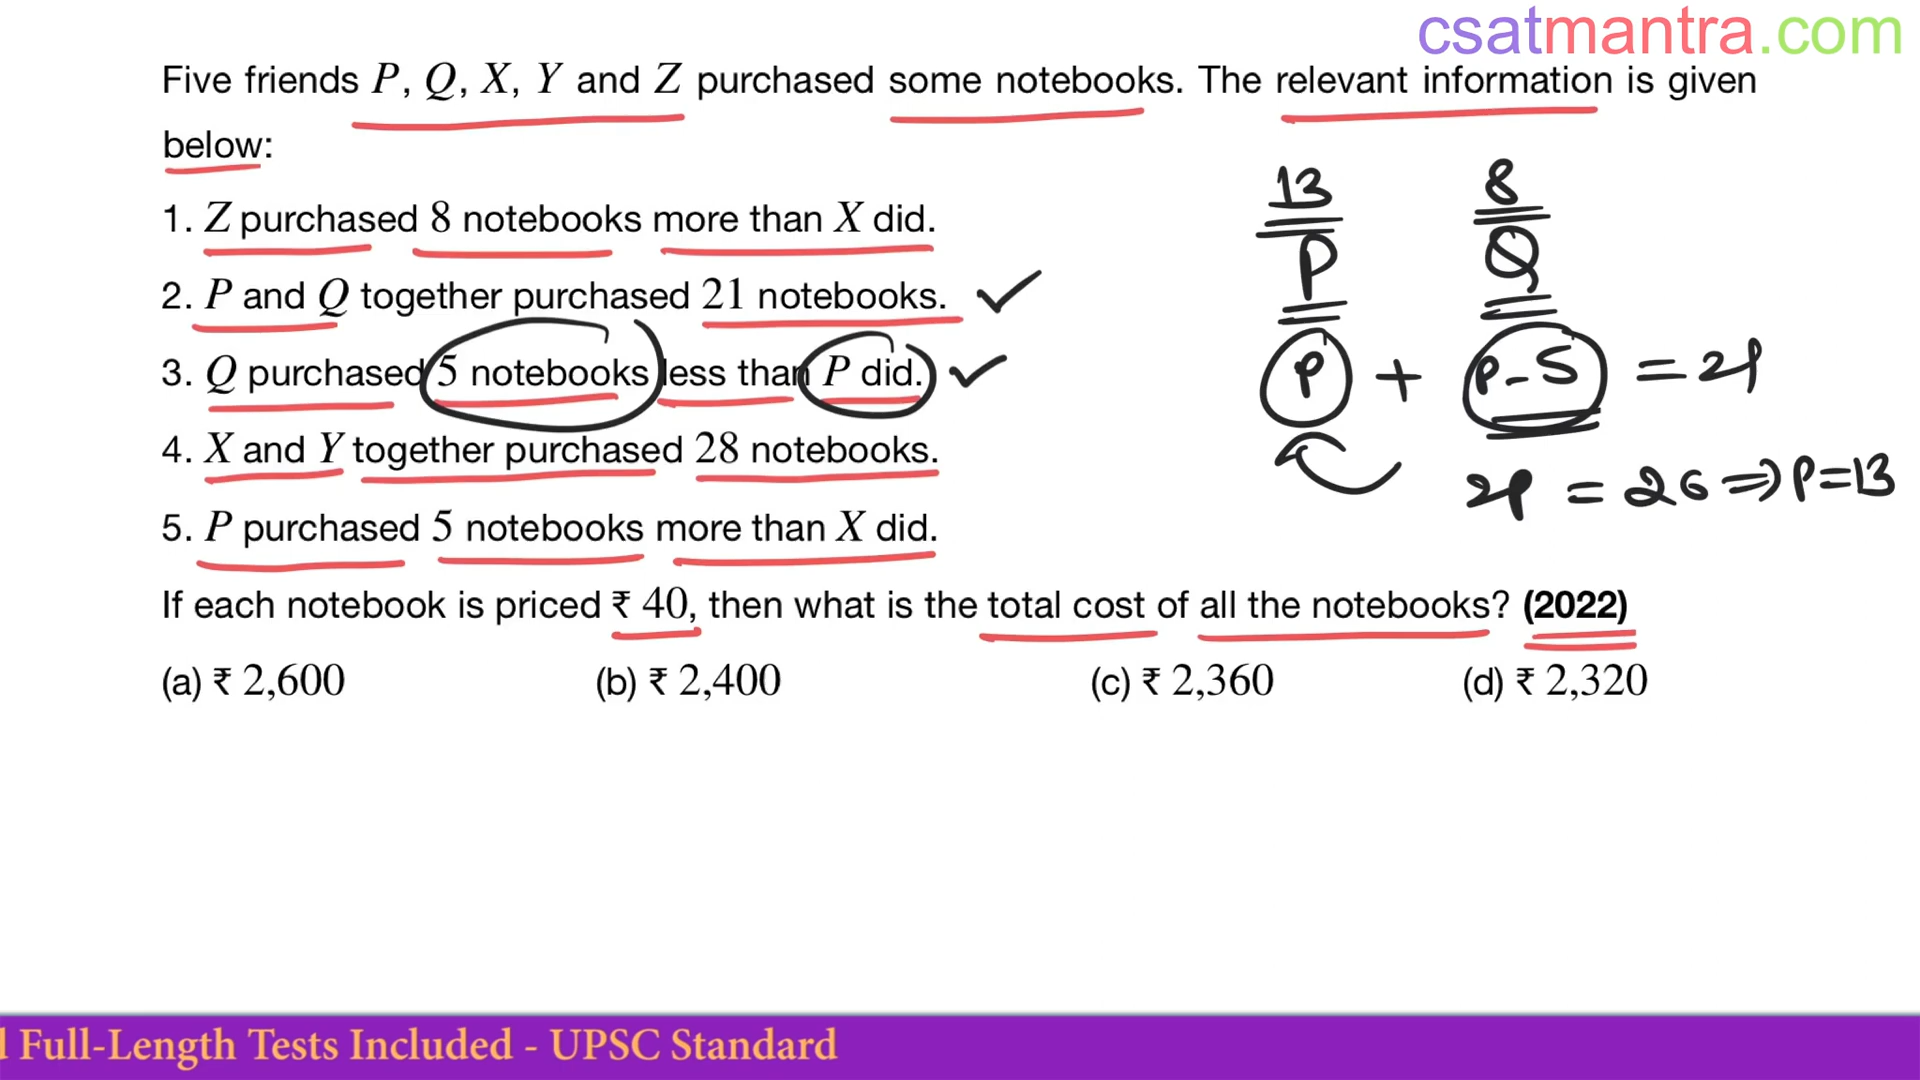 csatmantra.com
Five friends P, Q, X, Y and Z purchased some notebooks. The relevant information is given
below:
1. Z purchased 8 notebooks more than X did.
2. P and Q together purchased 21 notebooks.
3. Q purchased 5 notebooks less than P did.
4. X and Y together purchased 28 notebooks.
5. P purchased 5 notebooks more than X did.
13 8
P Q
P + P-5 = 21
2P = 26 ⇒ P=13
If each notebook is priced ₹ 40, then what is the total cost of all the notebooks? (2022)
(a) ₹ 2,600 (b) ₹ 2,400 (c) ₹ 2,360 (d) ₹ 2,320
Full-Length Tests Included - UPSC Standard